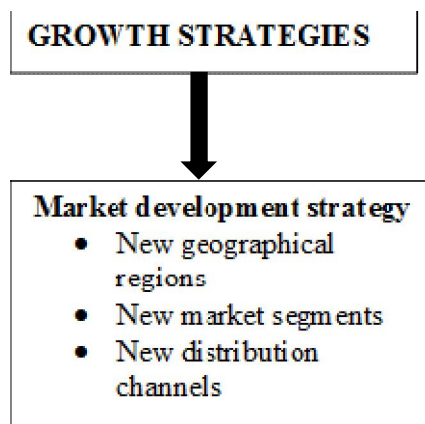 GROWTH STRATEGIES
Market development strategy
• New geographical
regions
• New market segments
• New distribution
channels